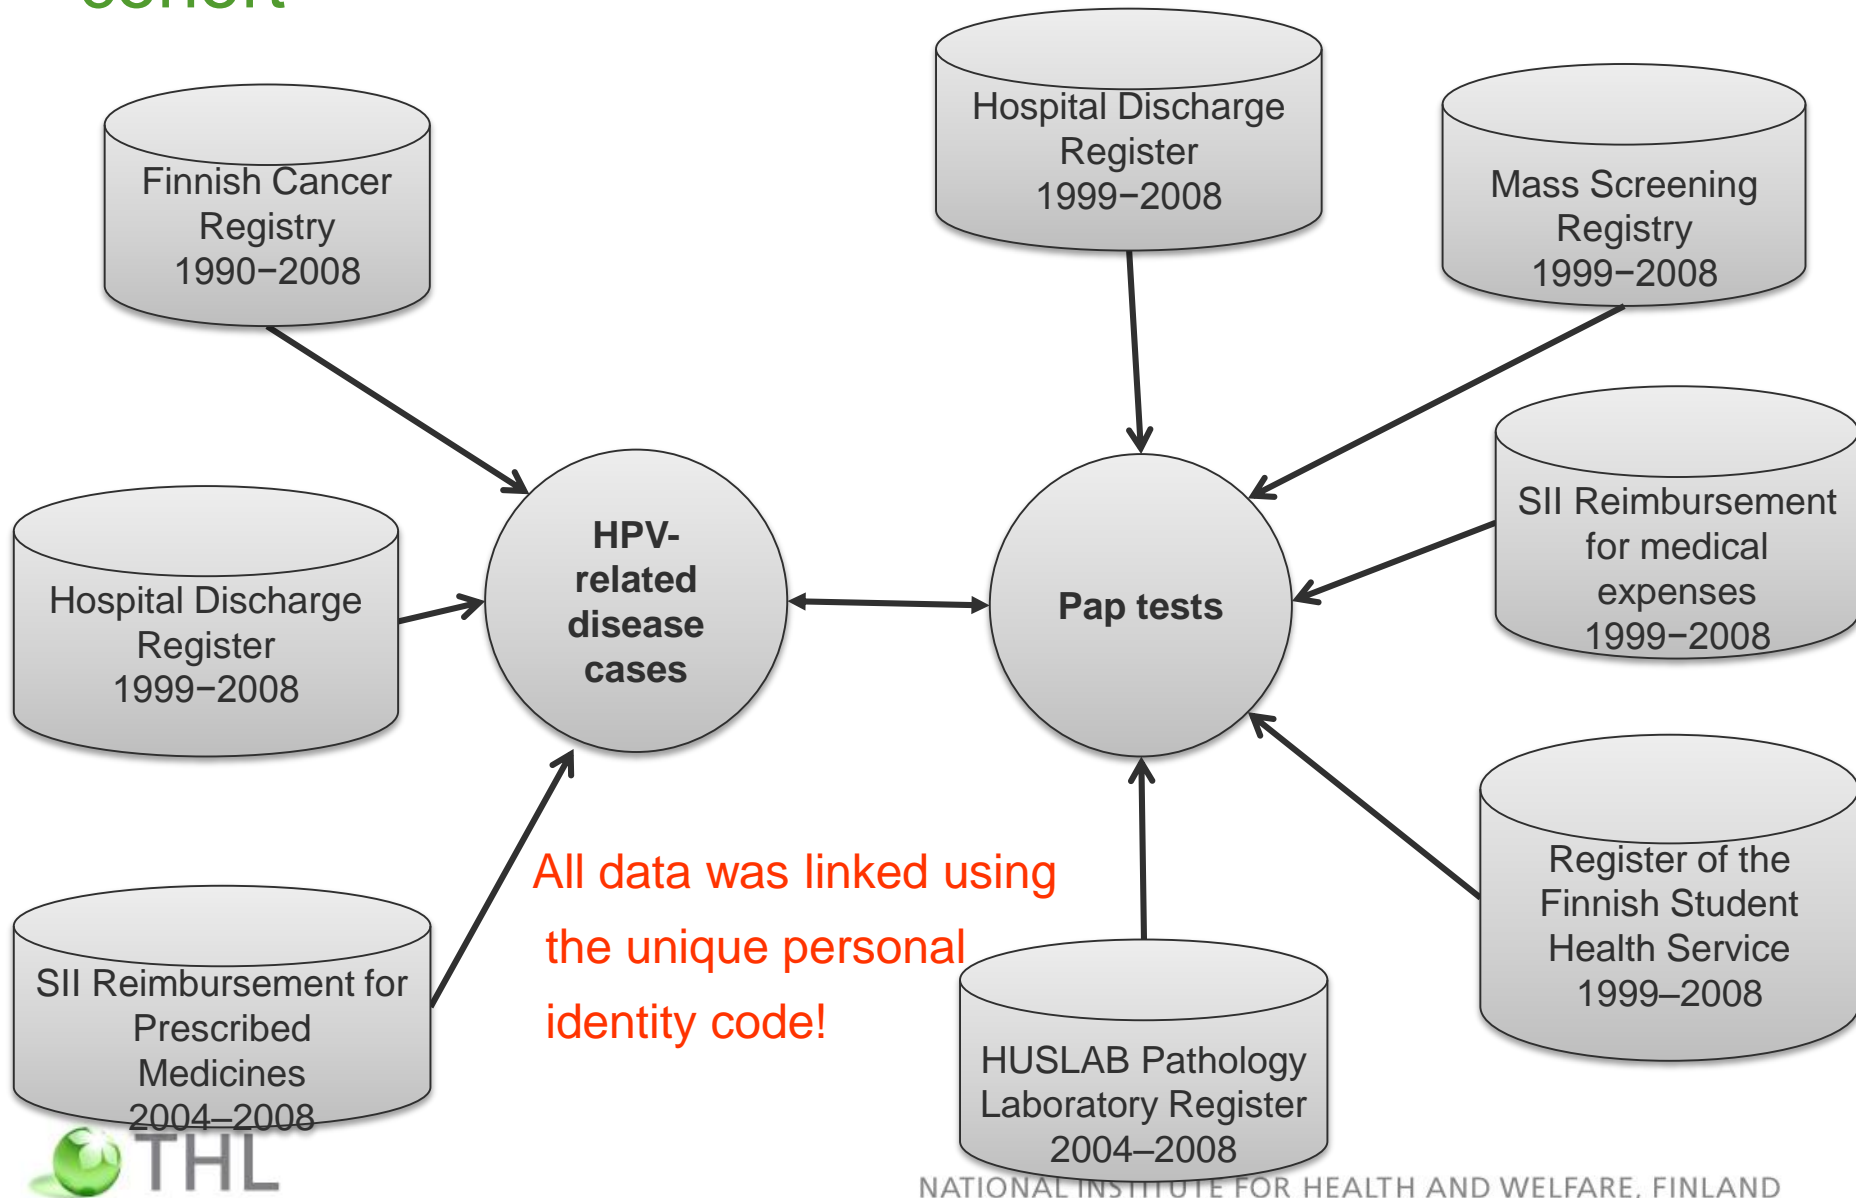 cohort
Hospital Discharge
Register
1999−2008
Finnish Cancer
Registry
1990−2008
Mass Screening
Registry
1999−2008
HPV-
related
disease
cases
Pap tests
SII Reimbursement
for medical
expenses
1999−2008
Hospital Discharge
Register
1999−2008
All data was linked using
the unique personal
identity code!
Register of the
Finnish Student
Health Service
1999–2008
SII Reimbursement for
Prescribed
Medicines
2004–2008
HUSLAB Pathology
Laboratory Register
2004–2008
THL
NATIONAL INSTITUTE FOR HEALTH AND WELFARE, FINLAND